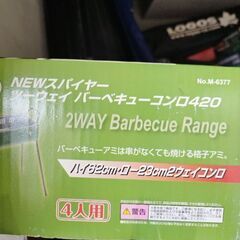 LOGOS
No.M-6377
NEWスパイヤー
ツーウェイ バーベキューコンロ420
2WAY Barbecue Range
バーベキューアミは串がなくても焼ける格子アミ。
ハイ62cm・ロー23cm2ウェイコンロ
4人用
警告